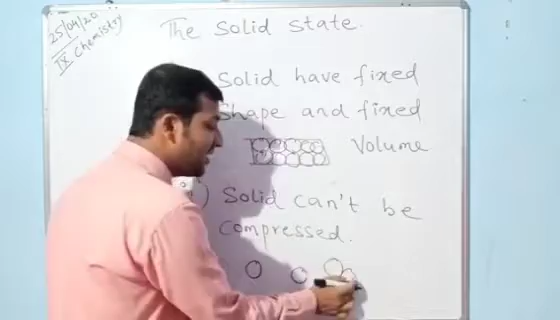 25/04/20
IX Chemistry
The Solid State.
Solid have fixed
shape and fixed
Volume
) Solid can't be
compressed.